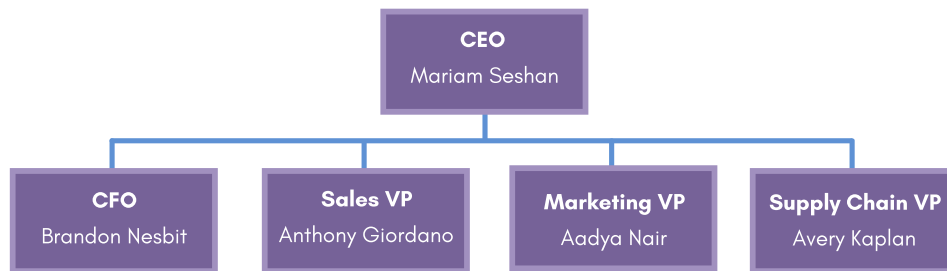 CEO
Mariam Seshan
CFO
Brandon Nesbit
Sales VP
Anthony Giordano
Marketing VP
Aadya Nair
Supply Chain VP
Avery Kaplan